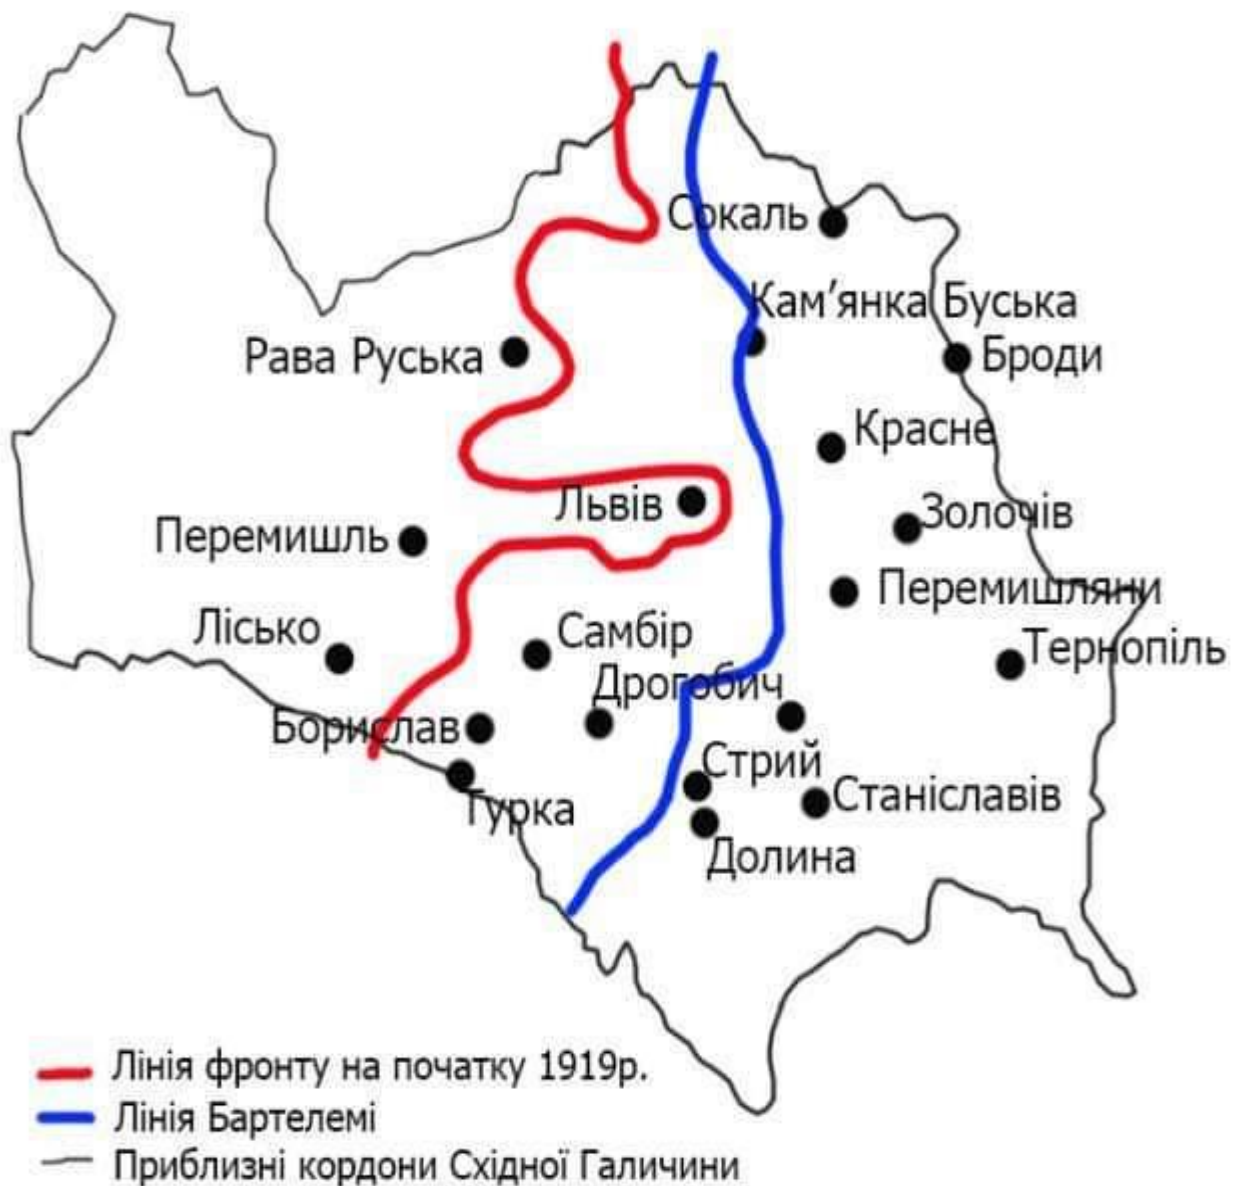 Сокаль
Кам’янка Буська
Рава Руська
Броди
Красне
Львів
Золочів
Перемишль
Перемишляни
Лісько
Самбір
Тернопіль
Дрогобич
Борислав
Стрий
Турка
Станіславів
Долина
Лінія фронту на початку 1919р.
Лінія Бартелемі
Приблизні кордони Східної Галичини